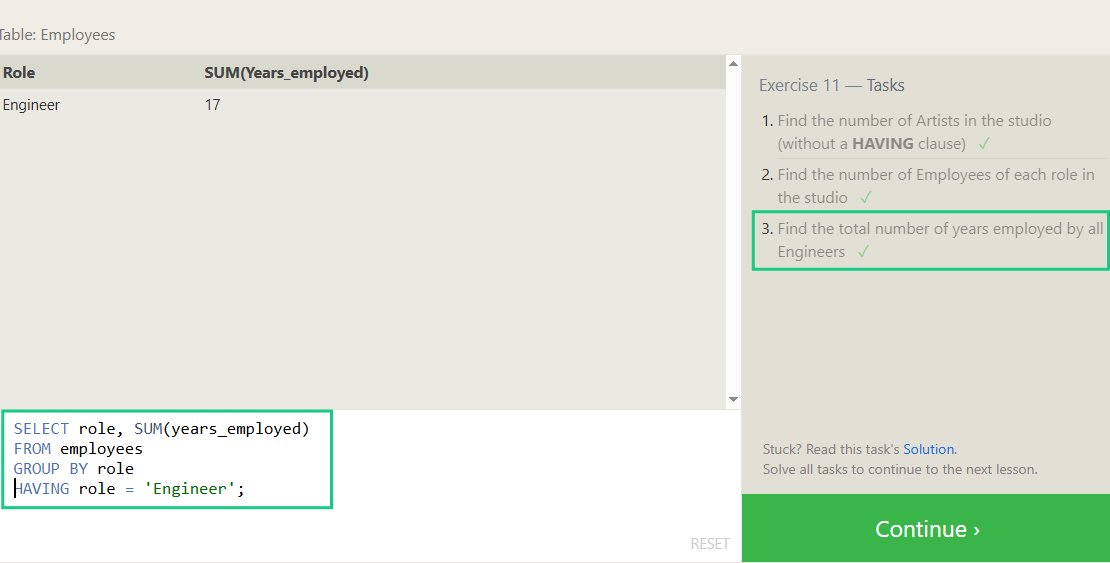 Table: Employees
Role SUM(Years_employed)
Engineer 17
SELECT role, SUM(years_employed)
FROM employees
GROUP BY role
HAVING role = 'Engineer';
RESET
Exercise 11 — Tasks
1. Find the number of Artists in the studio
(without a HAVING clause) ✓
2. Find the number of Employees of each role in
the studio ✓
3. Find the total number of years employed by all
Engineers ✓
Stuck? Read this task's Solution.
Solve all tasks to continue to the next lesson.
Continue ›